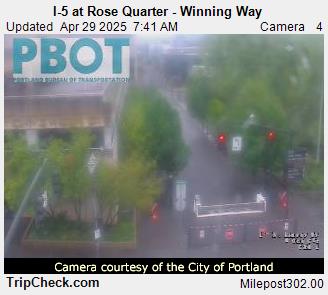 I-5 at Rose Quarter - Winning Way
Updated Apr 29 2025 7:41 AM Camera 4
PBOT
PORTLAND BUREAU OF TRANSPORTATION
Camera courtesy of the City of Portland
TripCheck.com Milepost302.00